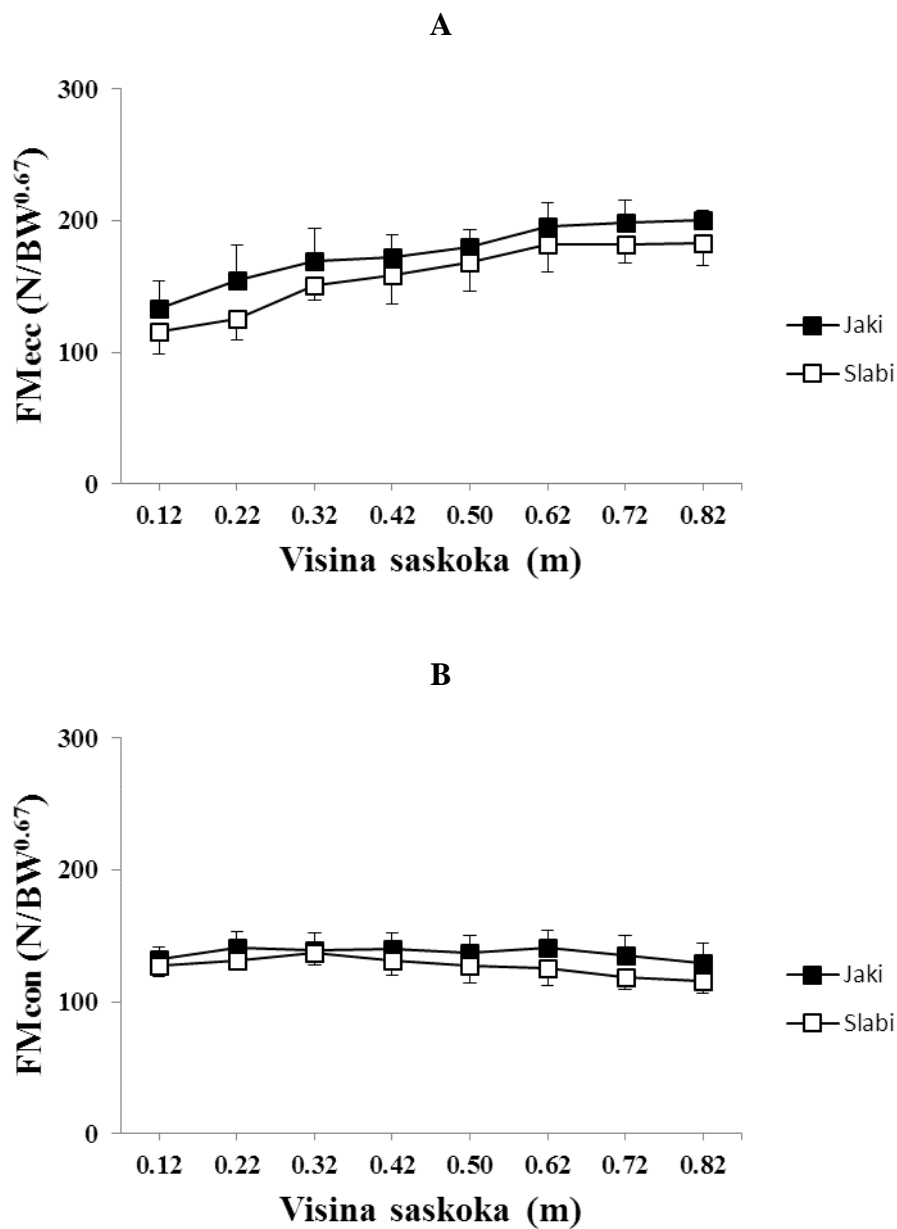 A
FMecc (N/BW^0.67)
300
200
100
0
0.12 0.22 0.32 0.42 0.50 0.62 0.72 0.82
Visina saskoka (m)
Jaki
Slabi
B
FMcon (N/BW^0.67)
300
200
100
0
0.12 0.22 0.32 0.42 0.50 0.62 0.72 0.82
Visina saskoka (m)
Jaki
Slabi